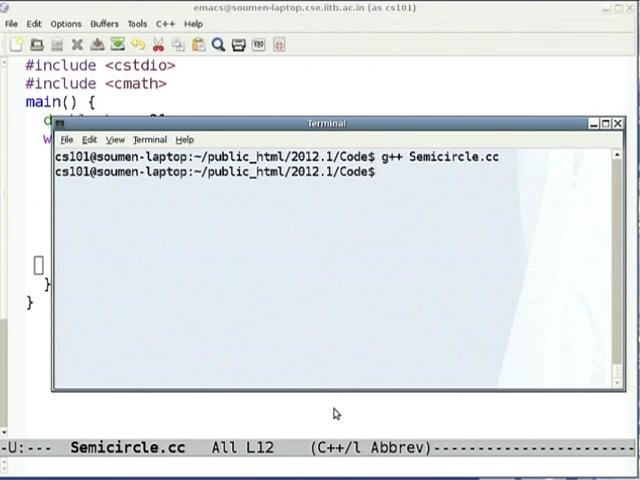 emacs@soumen-laptop.cse.iitb.ac.in (as cs101)
File Edit Options Buffers Tools C++ Help
#include <cstdio>
#include <cmath>
main() {
Terminal
File Edit View Terminal Help
cs101@soumen-laptop:~/public_html/2012.1/Code$ g++ Semicircle.cc
cs101@soumen-laptop:~/public_html/2012.1/Code$
}
}
-U:--- Semicircle.cc All L12 (C++/l Abbrev)-----------------------